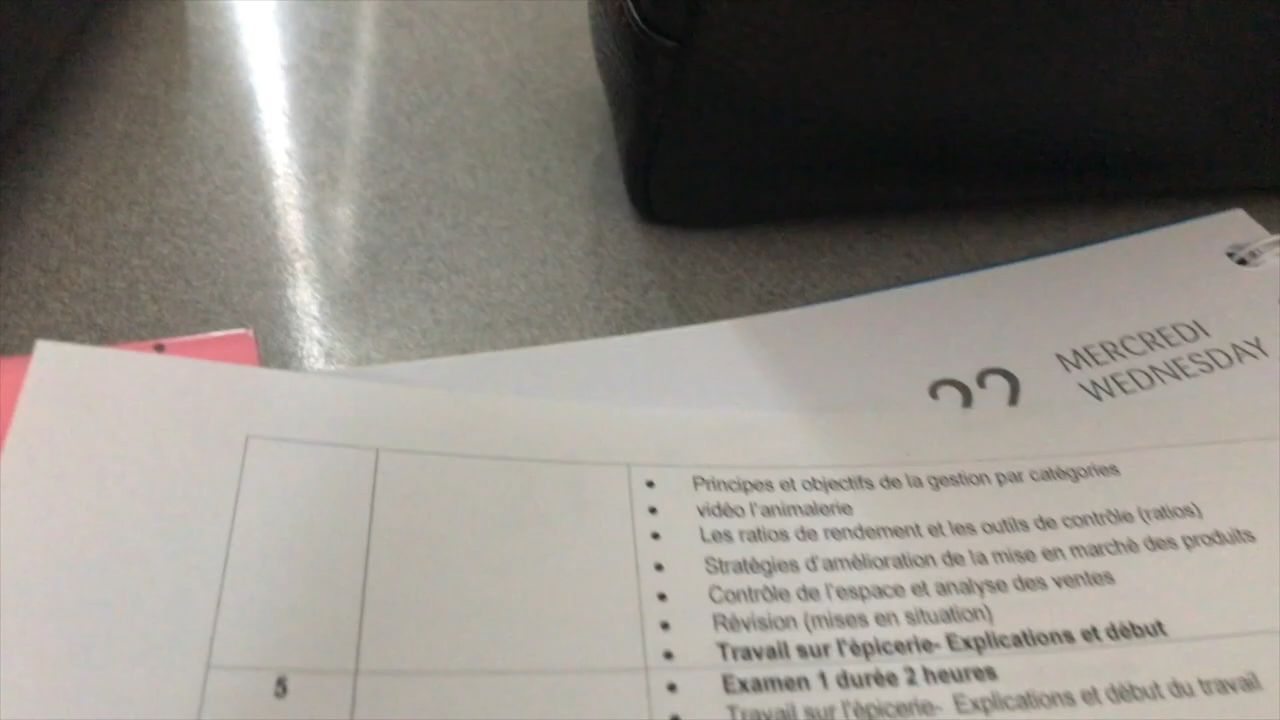 MERCREDI
WEDNESDAY
Principes et objectifs de la gestion par catégories
vidéo l'animalerie
Les ratios de rendement et les outils de contrôle (ratios)
Stratégies d'amélioration de la mise en marché des produits
Contrôle de l'espace et analyse des ventes
Révision (mises en situation)
Travail sur l'épicerie- Explications et début
5
Examen 1 durée 2 heures
Travail sur l'épicerie- Explications et début du travail